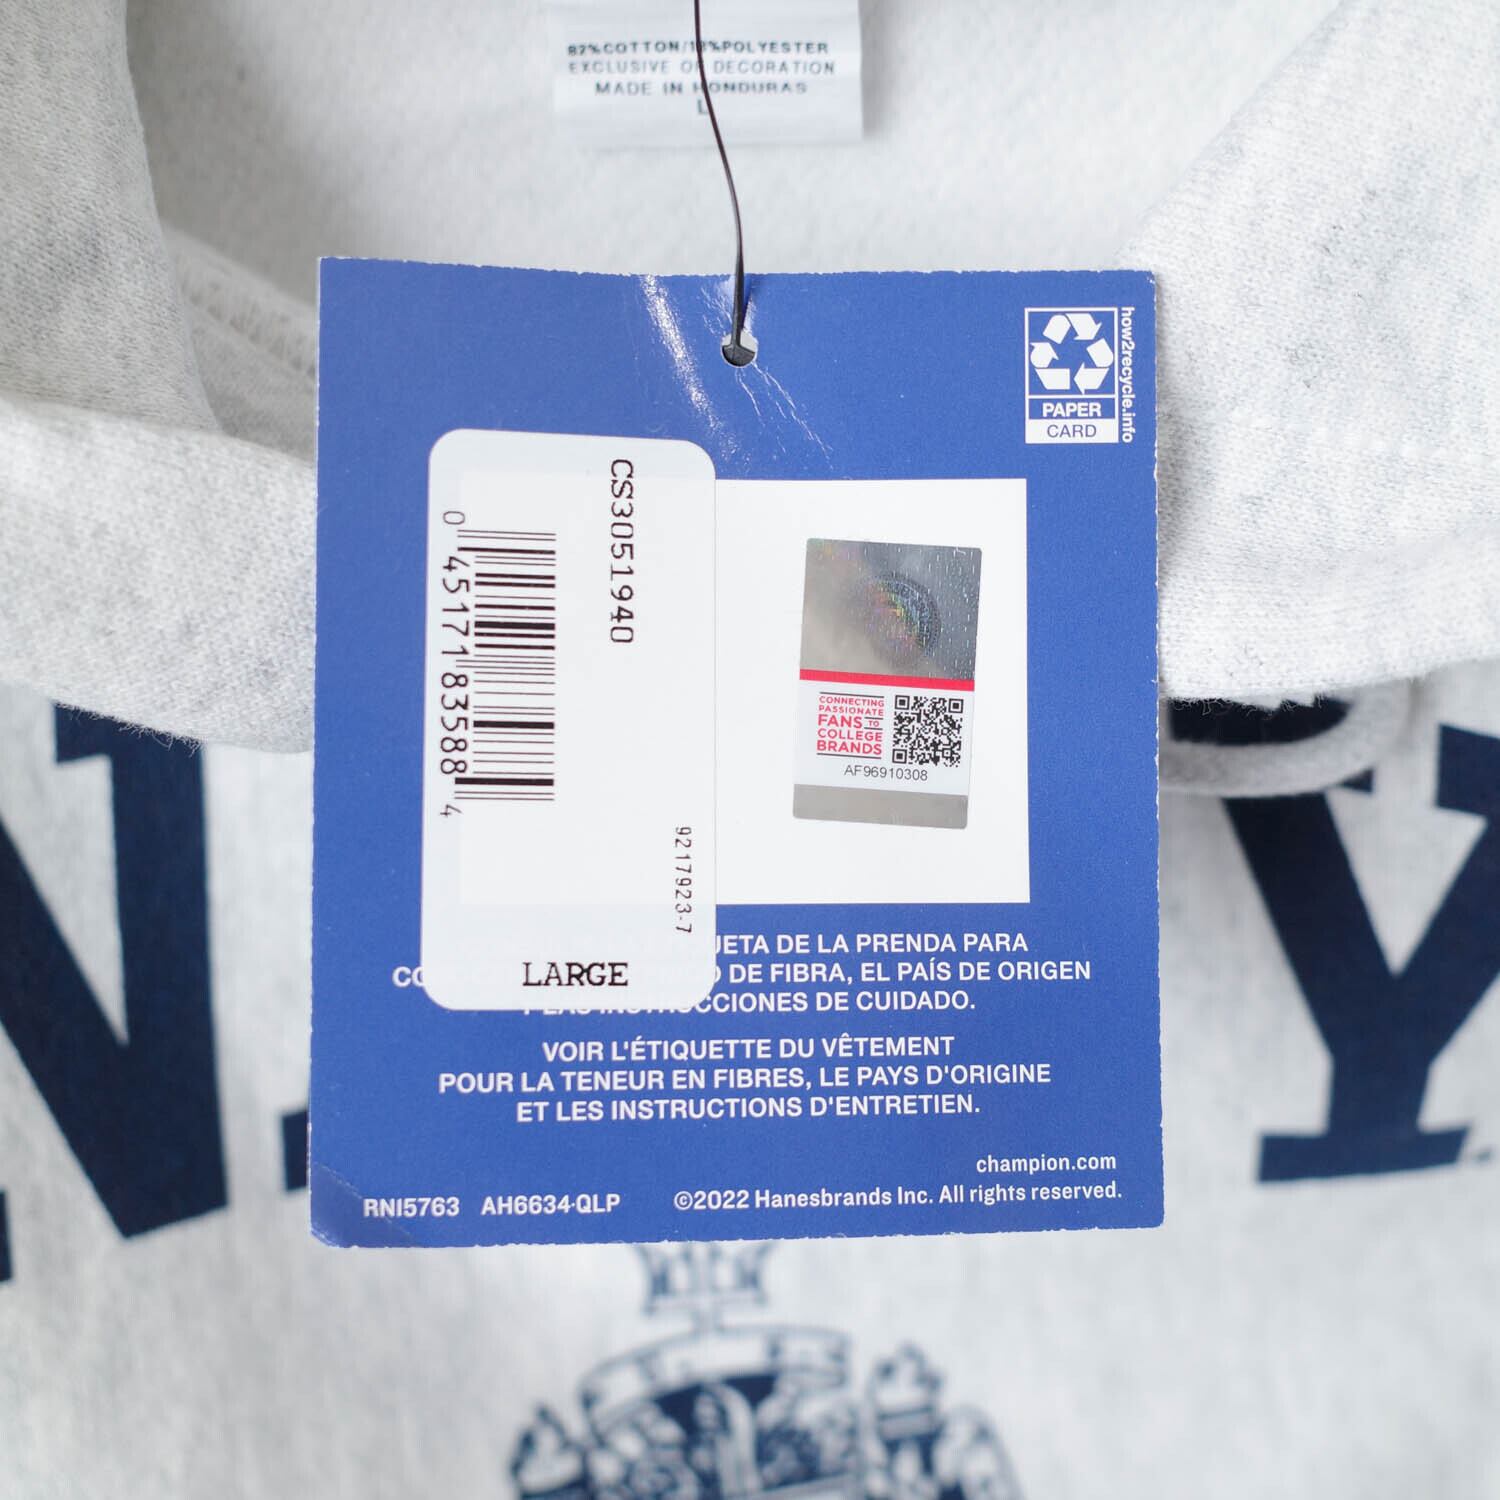 82%COTTON/18%POLYESTER
EXCLUSIVE OF DECORATION
MADE IN HONDURAS
L
how2recycle.info
PAPER
CARD
CS3051940
0 45171 83588 4
9217923-7
LARGE
CONNECTING
PASSIONATE
FANS TO
COLLEGE
BRANDS
AF96910308
DE LA PRENDA PARA
DE FIBRA, EL PAÍS DE ORIGEN
DE CUIDADO.
VOIR L'ÉTIQUETTE DU VÊTEMENT
POUR LA TENEUR EN FIBRES, LE PAYS D'ORIGINE
ET LES INSTRUCTIONS D'ENTRETIEN.
champion.com
RN15763 AH6634-QLP ©2022 Hanesbrands Inc. All rights reserved.
Y